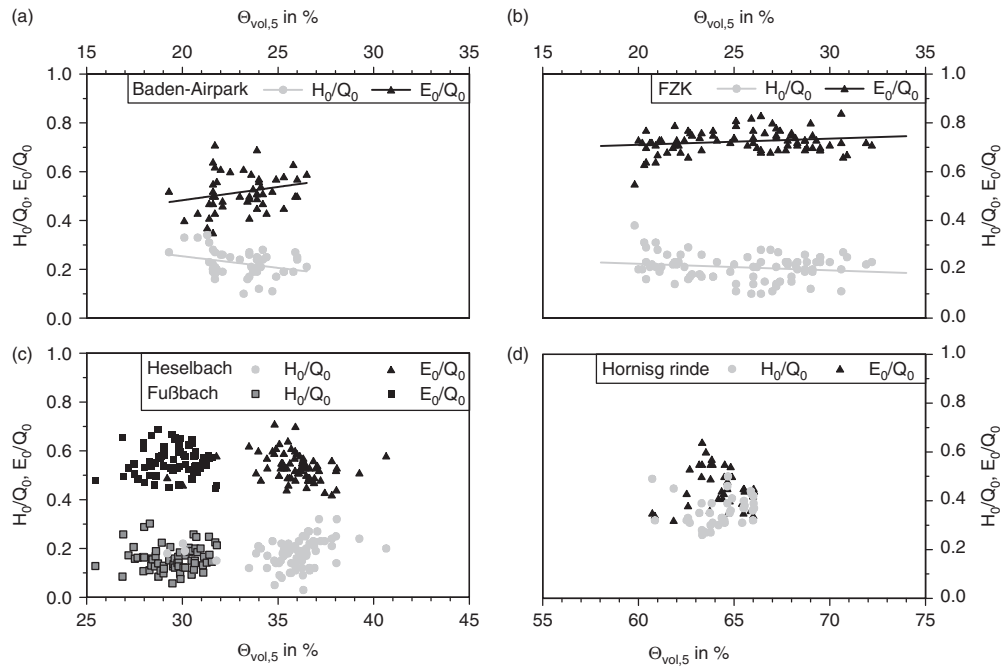 (a)
Θvol,5 in %
15 20 25 30 35 40 45
1.0
0.8
0.6
0.4
0.2
0.0
H0/Q0, E0/Q0
Baden-Airpark H0/Q0 E0/Q0
(b)
Θvol,5 in %
15 20 25 30 35
FZK H0/Q0 E0/Q0
1.0
0.8
0.6
0.4
0.2
0.0
H0/Q0, E0/Q0
(c)
1.0
0.8
0.6
0.4
0.2
0.0
H0/Q0, E0/Q0
Heselbach H0/Q0 E0/Q0
Fußbach H0/Q0 E0/Q0
25 30 35 40 45
Θvol,5 in %
(d)
Hornisg rinde H0/Q0 E0/Q0
1.0
0.8
0.6
0.4
0.2
0.0
H0/Q0, E0/Q0
55 60 65 70 75
Θvol,5 in %